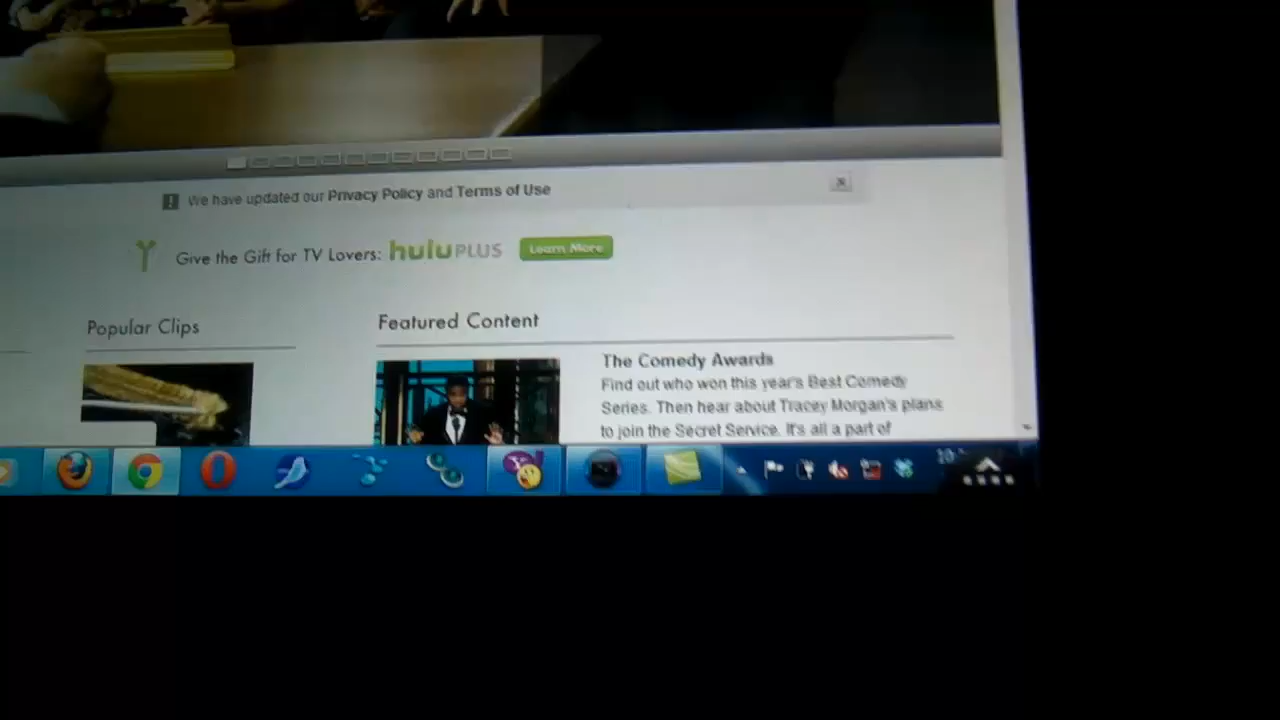 We have updated our Privacy Policy and Terms of Use
Give the Gift for TV Lovers: hulu PLUS Learn More
Popular Clips
Featured Content
The Comedy Awards
Find out who won this year's Best Comedy
Series. Then hear about Tracey Morgan's plans
to join the Secret Service. It's all a part of